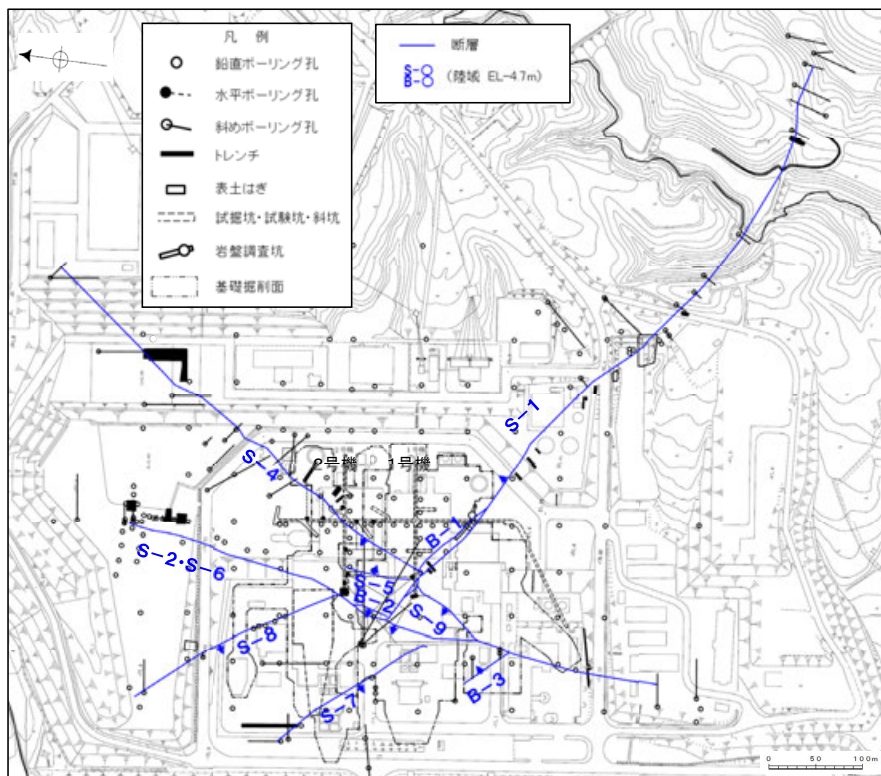 凡 例
鉛直ボーリング孔
水平ボーリング孔
斜めボーリング孔
トレンチ
表土はぎ
試掘坑・試験坑・斜坑
岩盤調査坑
基礎掘削面
断層
S-○
B-○
(陸域 EL-4.7m)
S-1
S-4
2号機
1号機
B-1
S-2・S-6
S-5
B-2
S-9
S-8
B-3
S-7
0 50 100m